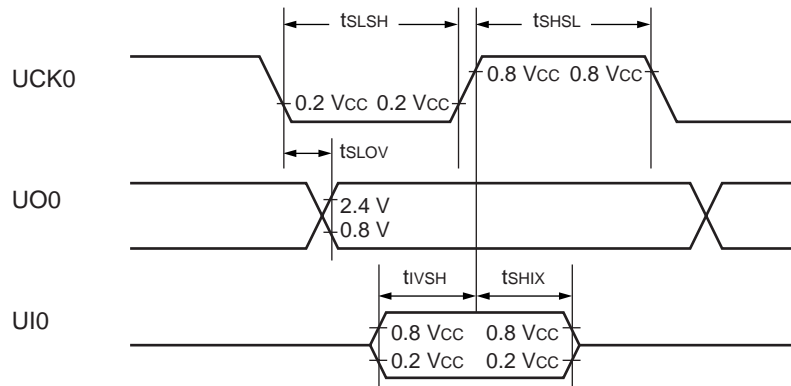 tSLSH tSHSL
UCK0
0.8 VCC 0.8 VCC
0.2 VCC 0.2 VCC
tSLOV
UO0
2.4 V
0.8 V
tIVSH tSHIX
UI0
0.8 VCC 0.8 VCC
0.2 VCC 0.2 VCC